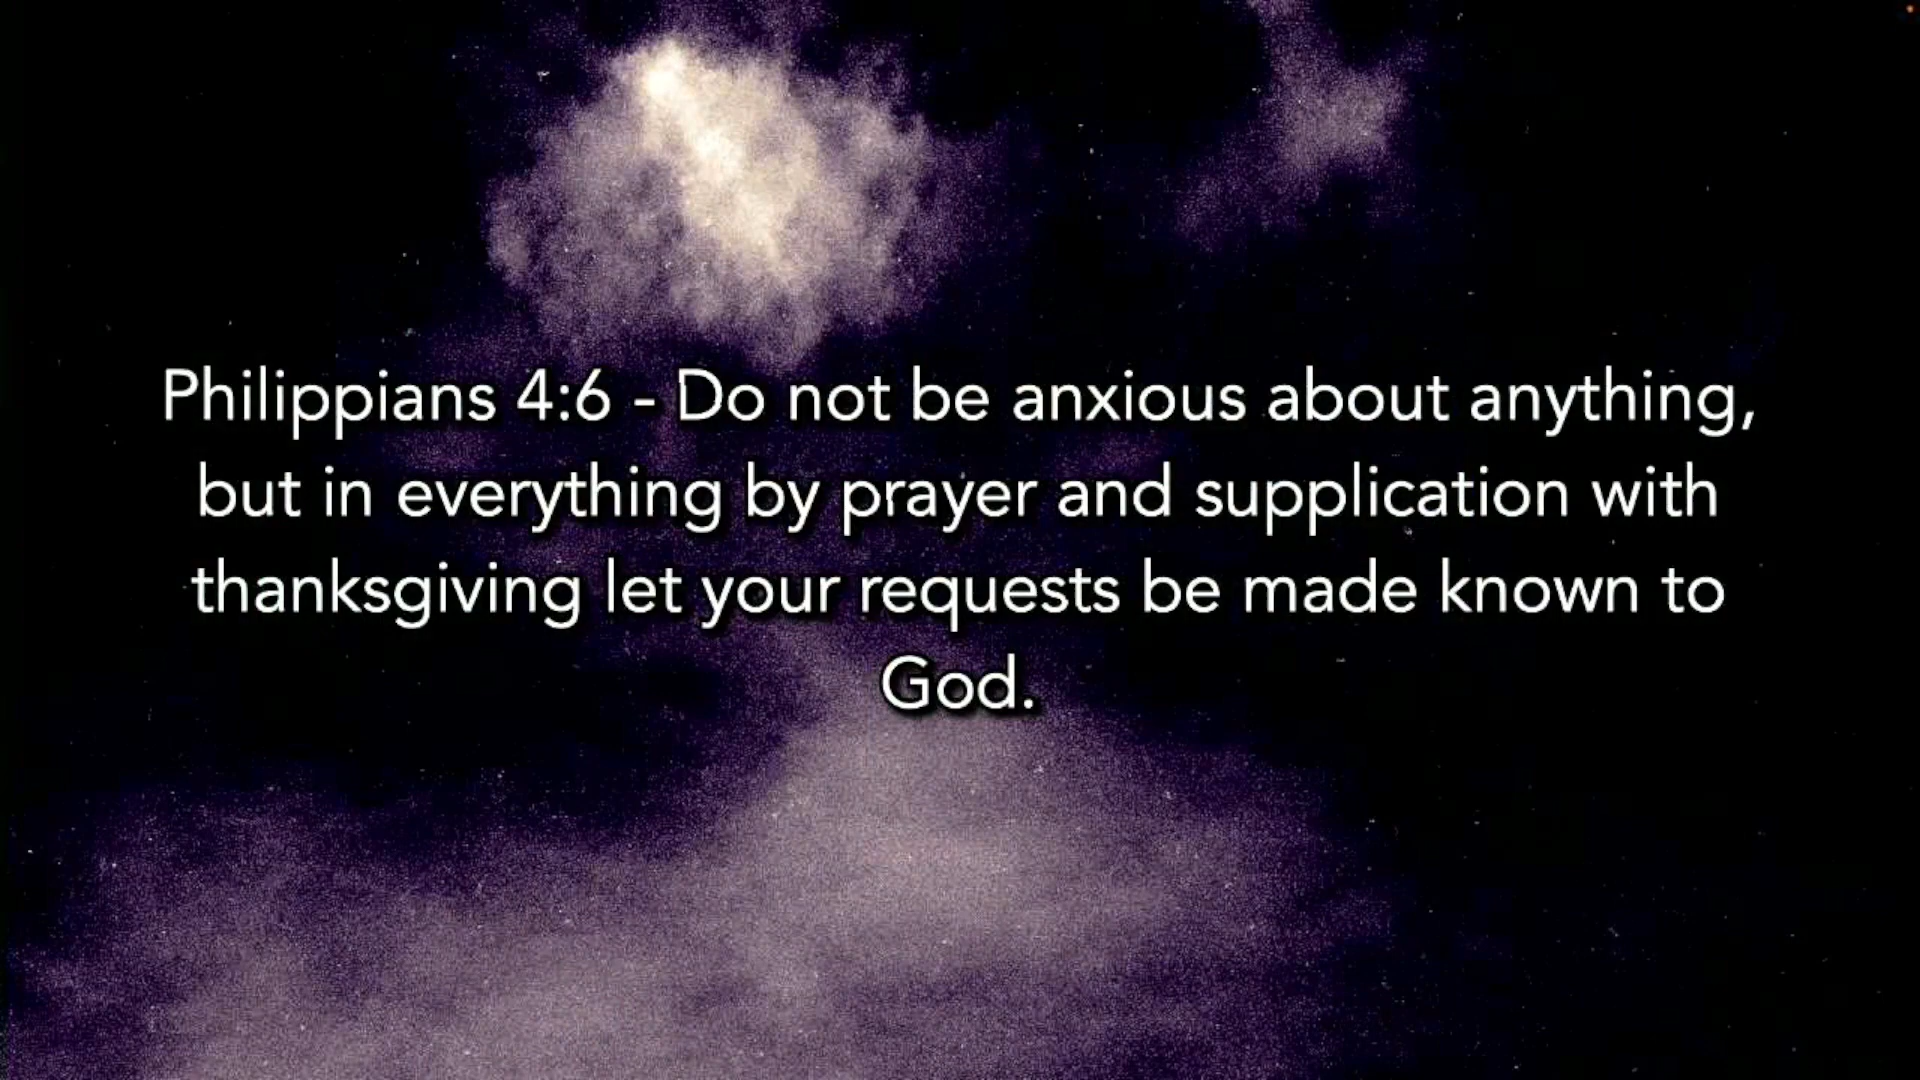 Philippians 4:6 - Do not be anxious about anything,
but in everything by prayer and supplication with
thanksgiving let your requests be made known to
God.